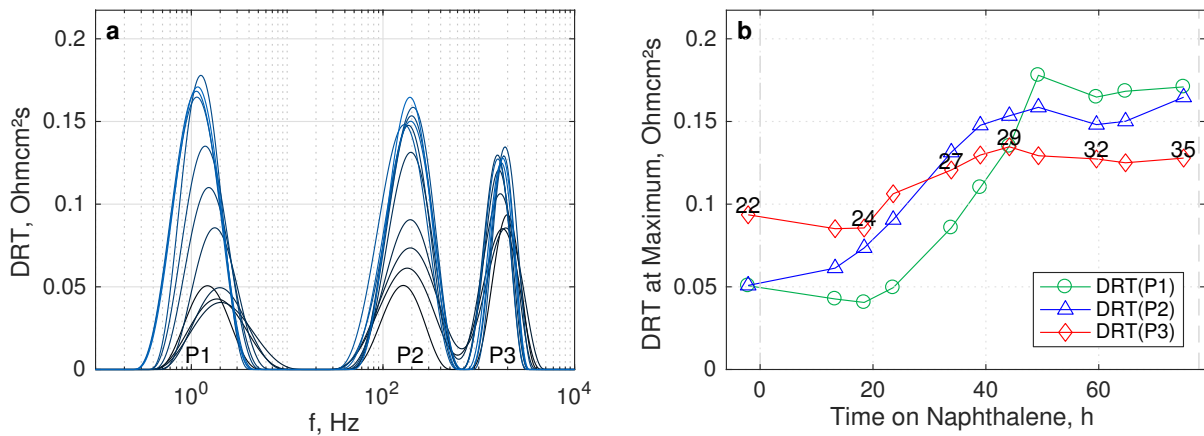 a
0.2
0.15
0.1
0.05
0
DRT, Ohmcm²s
P1
P2
P3
10⁰
10²
10⁴
f, Hz
b
0.2
0.15
0.1
0.05
0
DRT at Maximum, Ohmcm²s
22
24
27
29
32
35
DRT(P1)
DRT(P2)
DRT(P3)
0
20
40
60
Time on Naphthalene, h